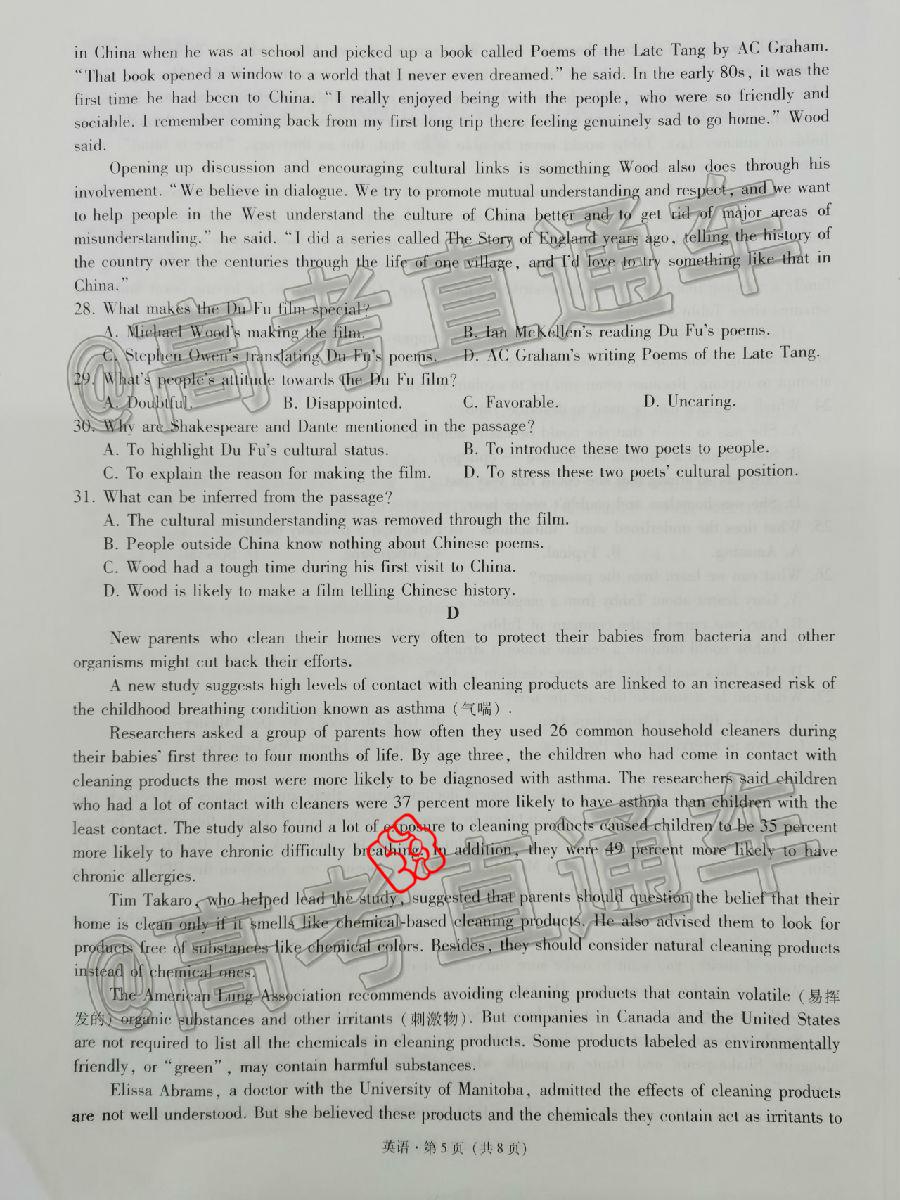 in China when he was at school and picked up a book called Poems of the Late Tang by AC Graham.
“That book opened a window to a world that I never even dreamed.” he said. In the early 80s, it was the
first time he had been to China. “I really enjoyed being with the people, who were so friendly and
sociable. I remember coming back from my first long trip there feeling genuinely sad to go home.” Wood
said.
Opening up discussion and encouraging cultural links is something Wood also does through his
involvement. “We believe in dialogue. We try to promote mutual understanding and respect, and we want
to help people in the West understand the culture of China better and to get rid of major areas of
misunderstanding.” he said. “I did a series called The Story of England years ago, telling the history of
the country over the centuries through the life of one village, and I'd love to try something like that in
China.”
28. What makes the Du Fu film special?
A. Michael Wood's making the film. B. Ian McKellen's reading Du Fu's poems.
C. Stephen Owen's translating Du Fu's poems. D. AC Graham's writing Poems of the Late Tang.
29. What's people's attitude towards the Du Fu film?
A. Doubtful. B. Disappointed. C. Favorable. D. Uncaring.
30. Why are Shakespeare and Dante mentioned in the passage?
A. To highlight Du Fu's cultural status. B. To introduce these two poets to people.
C. To explain the reason for making the film. D. To stress these two poets' cultural position.
31. What can be inferred from the passage?
A. The cultural misunderstanding was removed through the film.
B. People outside China know nothing about Chinese poems.
C. Wood had a tough time during his first visit to China.
D. Wood is likely to make a film telling Chinese history.
D
New parents who clean their homes very often to protect their babies from bacteria and other
organisms might cut back their efforts.
A new study suggests high levels of contact with cleaning products are linked to an increased risk of
the childhood breathing condition known as asthma (气喘).
Researchers asked a group of parents how often they used 26 common household cleaners during
their babies' first three to four months of life. By age three, the children who had come in contact with
cleaning products the most were more likely to be diagnosed with asthma. The researchers said children
who had a lot of contact with cleaners were 37 percent more likely to have asthma than children with the
least contact. The study also found a lot of exposure to cleaning products caused children to be 35 percent
more likely to have chronic difficulty breathing. In addition, they were 49 percent more likely to have
chronic allergies.
Tim Takaro, who helped lead the study, suggested that parents should question the belief that their
home is clean only if it smells like chemical-based cleaning products. He also advised them to look for
products free of substances like chemical colors. Besides, they should consider natural cleaning products
instead of chemical ones.
The American Lung Association recommends avoiding cleaning products that contain volatile (易挥
发的) organic substances and other irritants (刺激物). But companies in Canada and the United States
are not required to list all the chemicals in cleaning products. Some products labeled as environmentally
friendly, or “green”, may contain harmful substances.
Elissa Abrams, a doctor with the University of Manitoba, admitted the effects of cleaning products
are not well understood. But she believed these products and the chemicals they contain act as irritants to
英语·第5页(共8页)
@高考直通车
@高考直通车